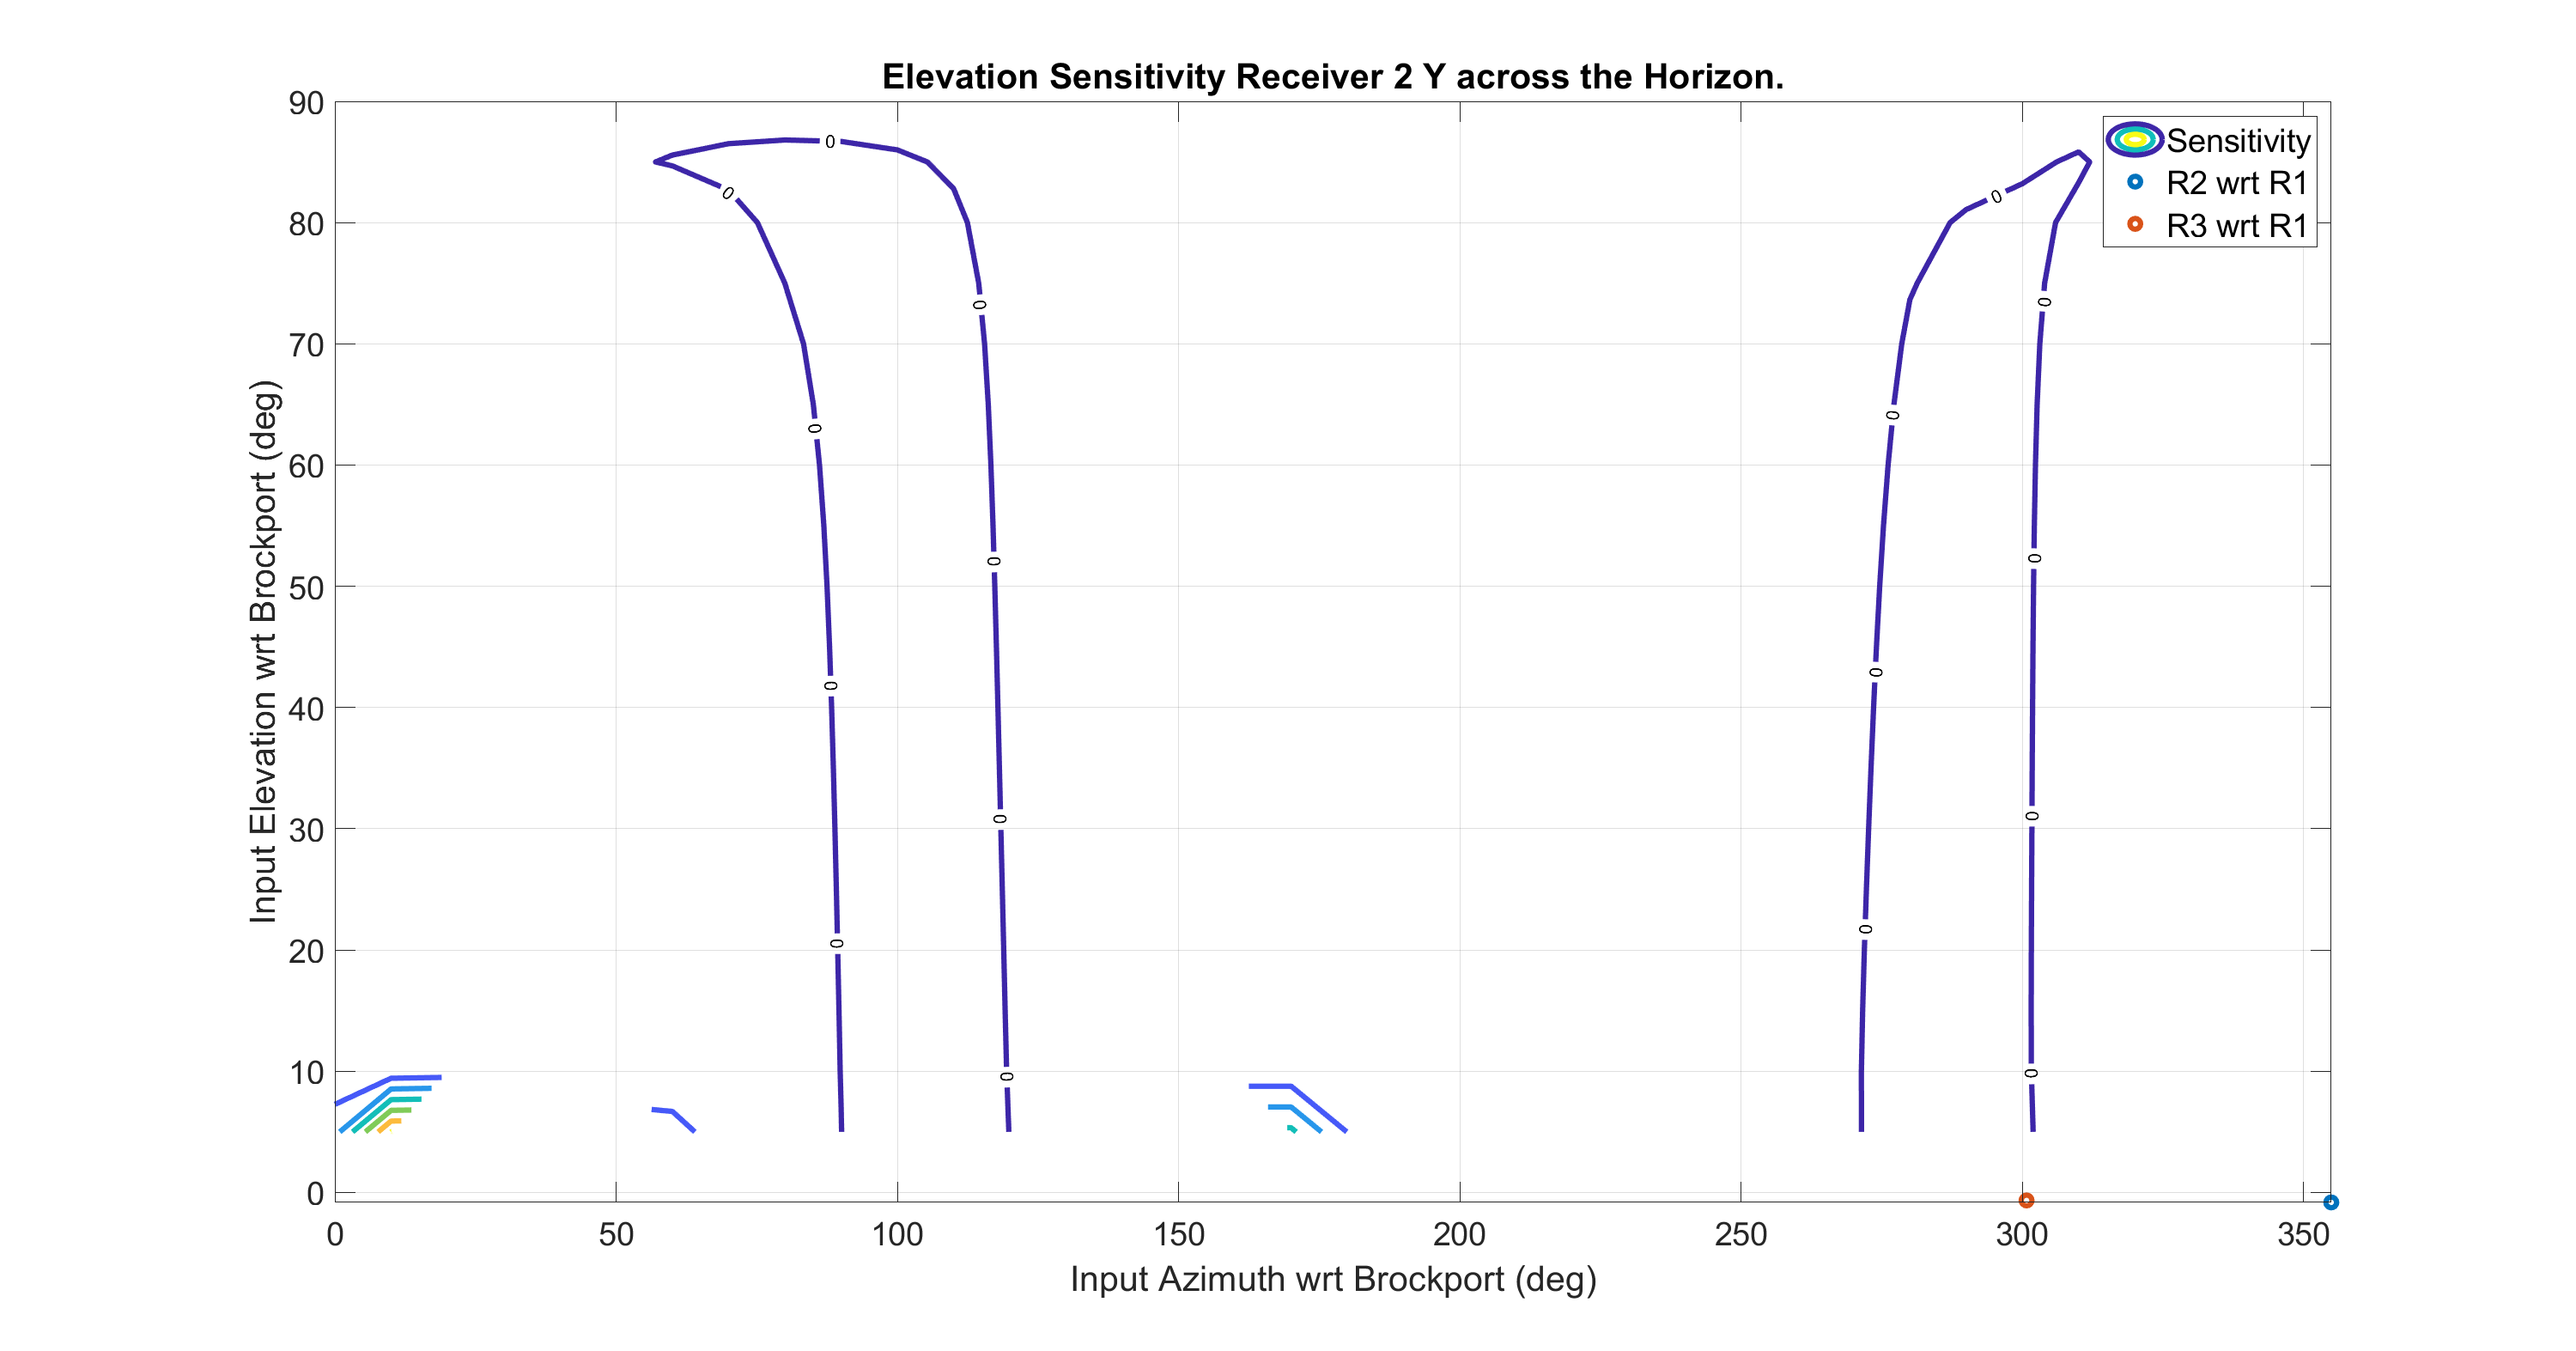 Elevation Sensitivity Receiver 2 Y across the Horizon.
Sensitivity
R2 wrt R1
R3 wrt R1
Input Elevation wrt Brockport (deg)
90
80
70
60
50
40
30
20
10
0
0 0 0 0 0 0 0 0 0 0 0 0 0 0 0 0 0
0 50 100 150 200 250 300 350
Input Azimuth wrt Brockport (deg)